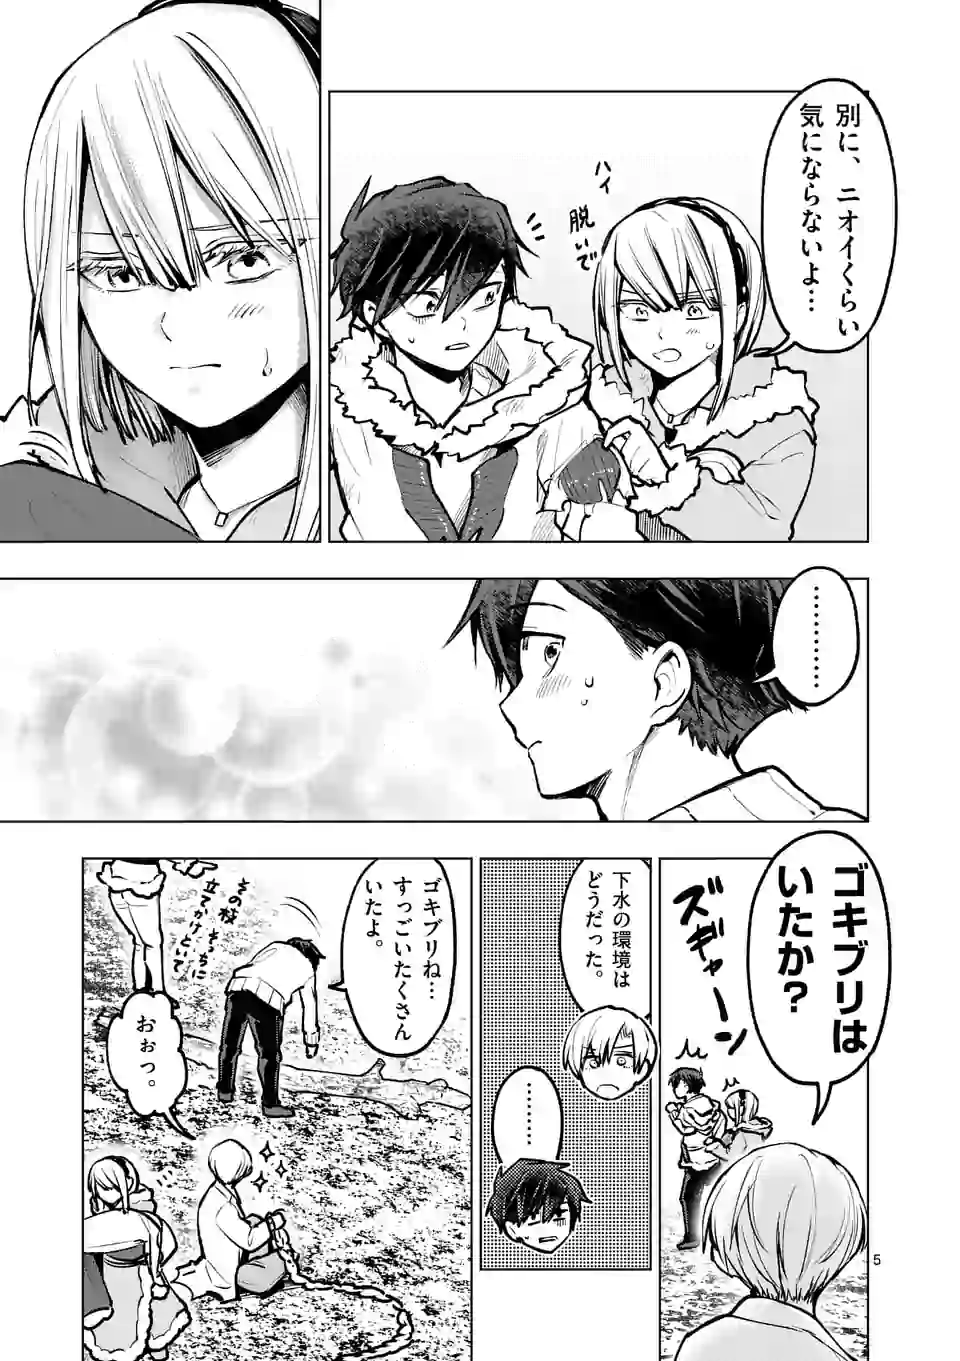 別に、ニオイくらい
気にならないよ…
ハイ
脱いで
…………
ゴキブリは
いたか？
ズギャーン
下水の環境は
どうだった。
………
ゴキブリね…
すっごいたくさん
いたよ。
その枝そっちに
立てかけといて
おぉっ。
5